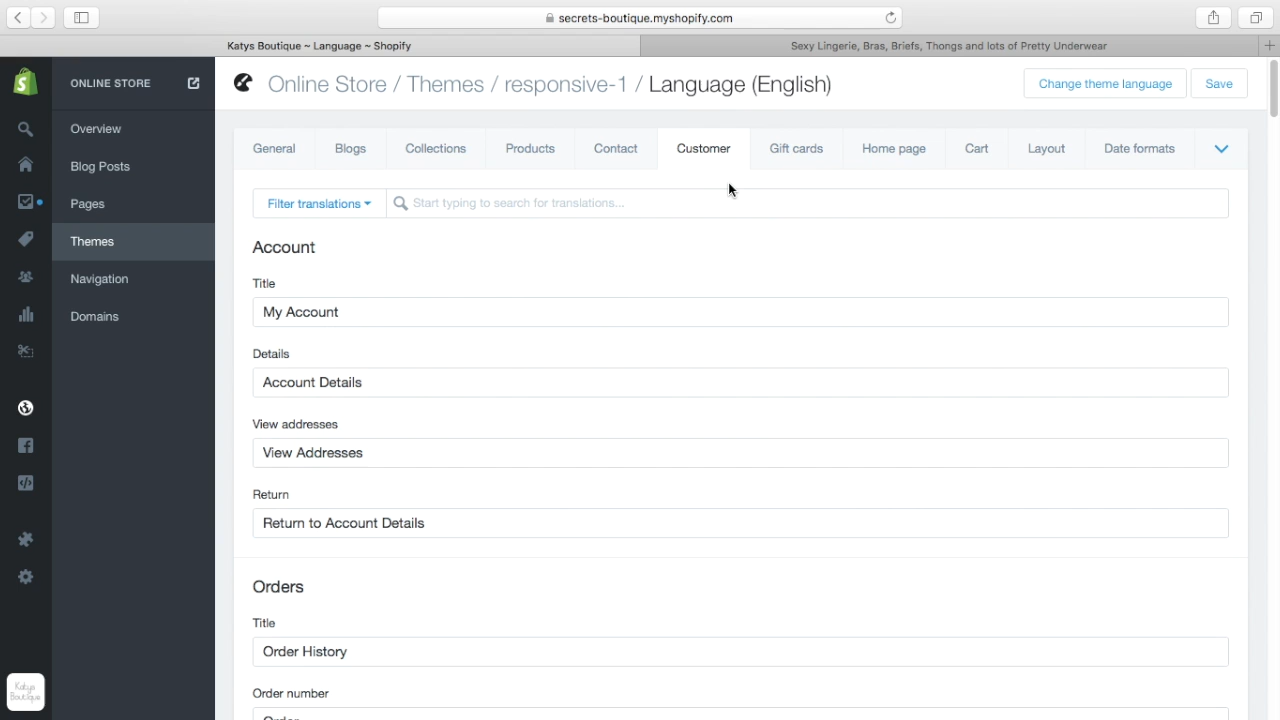 secrets-boutique.myshopify.com
Katys Boutique ~ Language ~ Shopify
Sexy Lingerie, Bras, Briefs, Thongs and lots of Pretty Underwear
ONLINE STORE
Overview
Blog Posts
Pages
Themes
Navigation
Domains
Katys
Boutique
Online Store / Themes / responsive-1 / Language (English)
Change theme language
Save
General
Blogs
Collections
Products
Contact
Customer
Gift cards
Home page
Cart
Layout
Date formats
Filter translations
Start typing to search for translations...
Account
Title
My Account
Details
Account Details
View addresses
View Addresses
Return
Return to Account Details
Orders
Title
Order History
Order number
Order